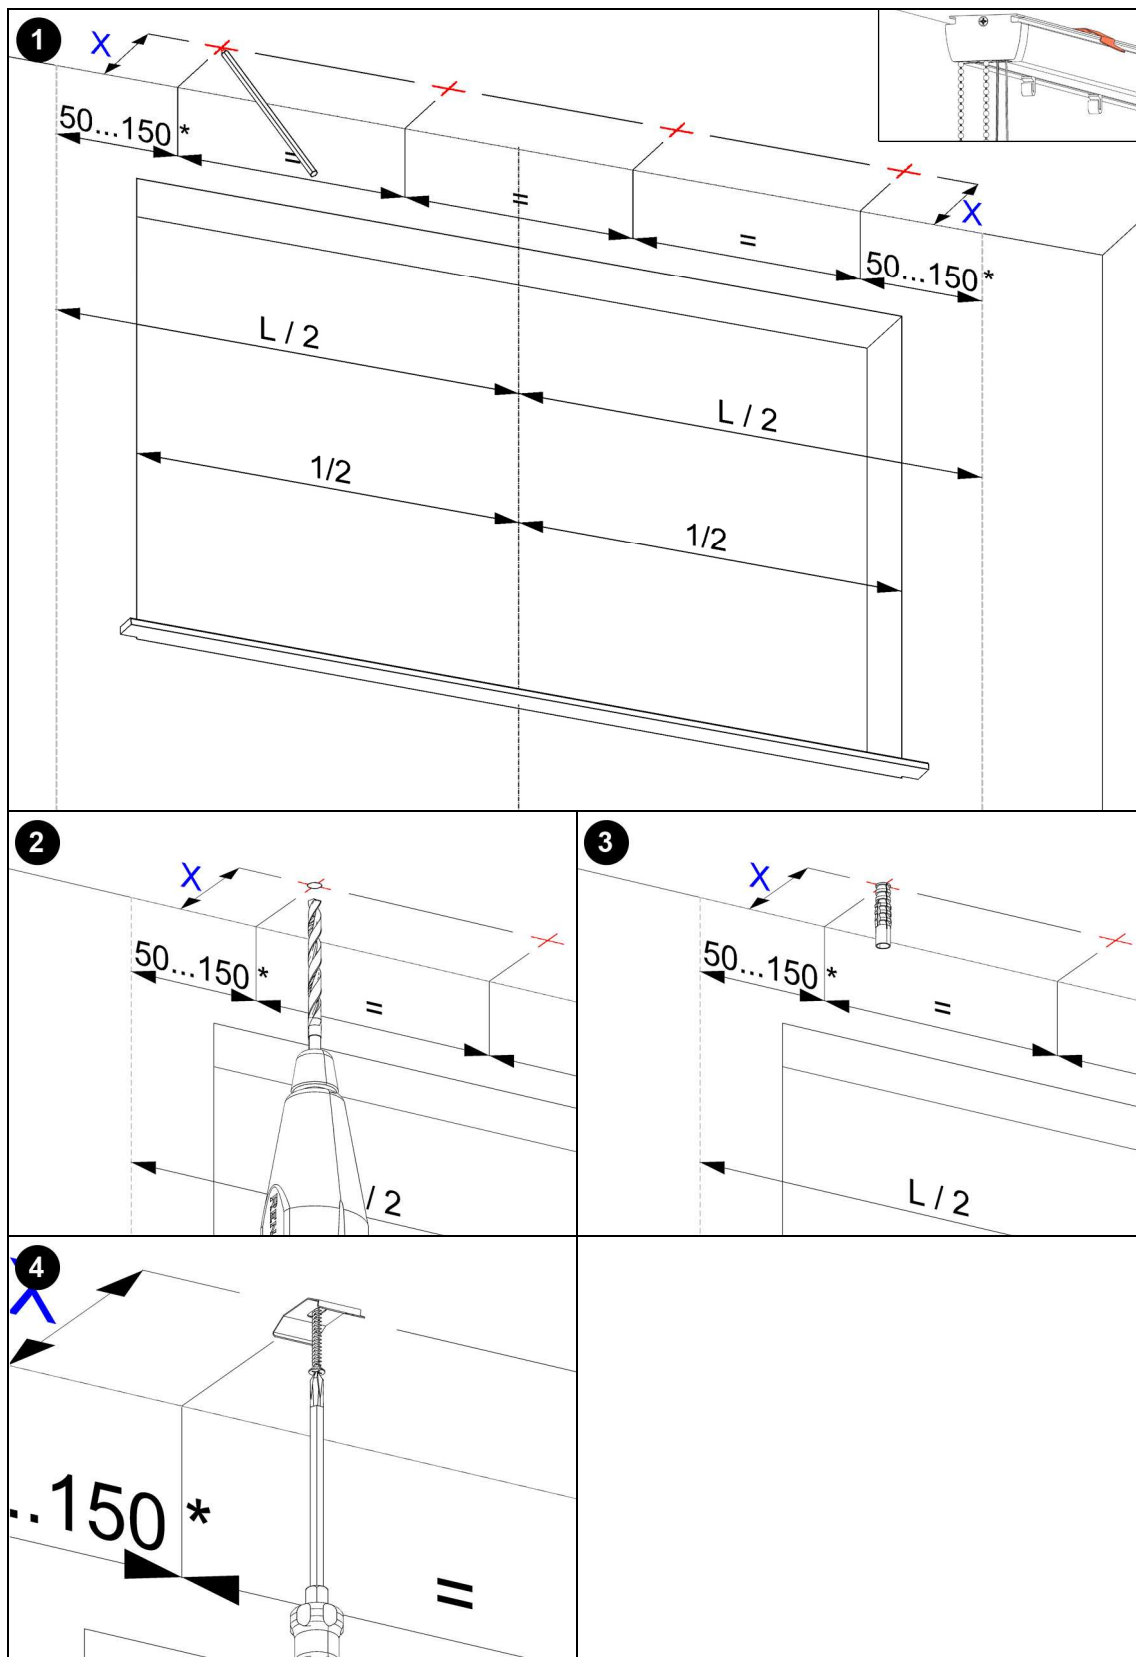 1
X
50...150 *
=
=
=
50...150 *
X
L / 2
L / 2
1/2
1/2
2
X
50...150 *
=
/ 2
3
X
50...150 *
=
L / 2
4
X
..150 *
=